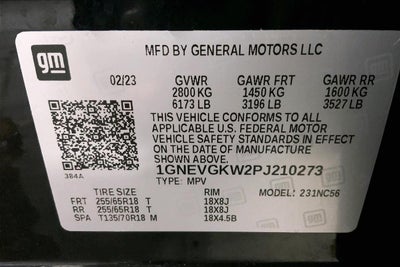 gm
MFD BY GENERAL MOTORS LLC
02/23 GVWR GAWR FRT GAWR RR
2800 KG 1450 KG 1600 KG
6173 LB 3196 LB 3527 LB
THIS VEHICLE CONFORMS TO ALL
APPLICABLE U.S. FEDERAL MOTOR
VEHICLE SAFETY STANDARDS IN EFFECT
ON THE DATE OF MANUFACTURE SHOWN ABOVE.
1GNEVGKW2PJ210273
384A TYPE: MPV MODEL: 231NC56
TIRE SIZE RIM
FRT 255/65R18 T 18X8J
RR 255/65R18 T 18X8J
SPA T135/70R18 M 18X4.5B
gm